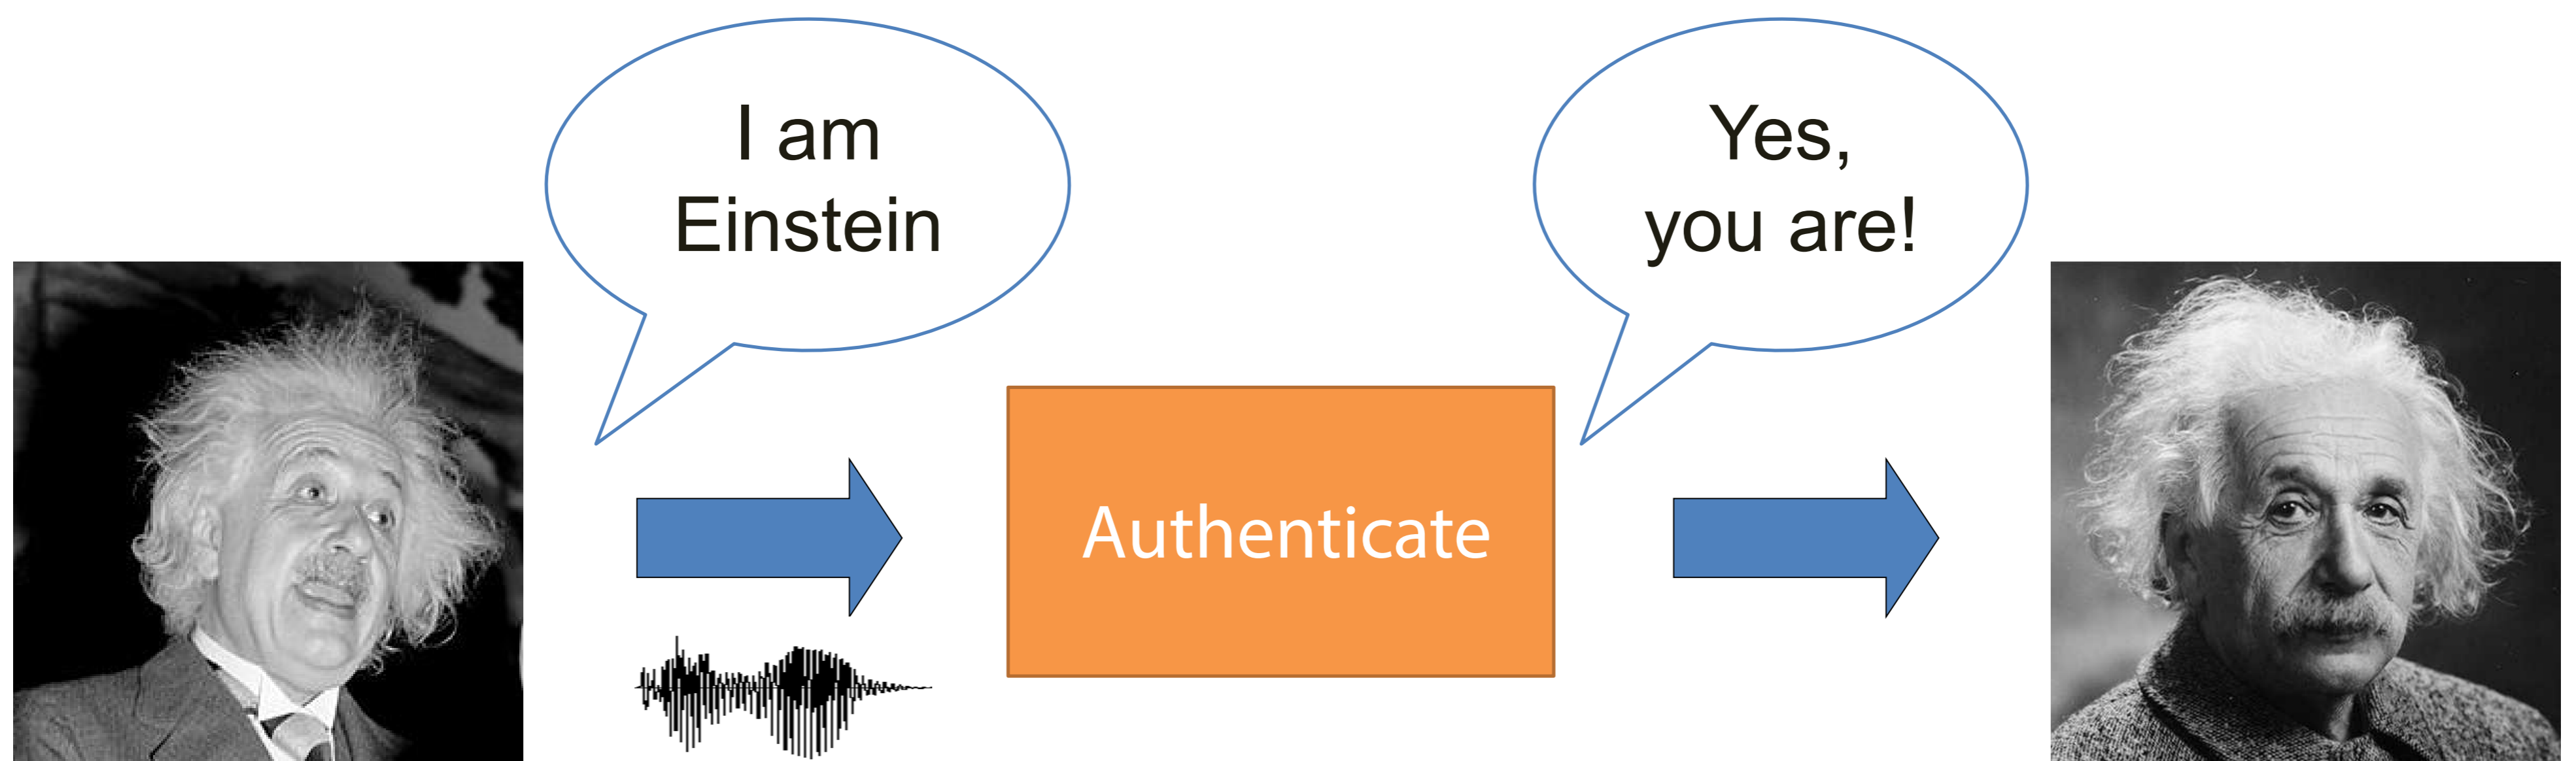 I am
Einstein
Yes,
you are!
Authenticate